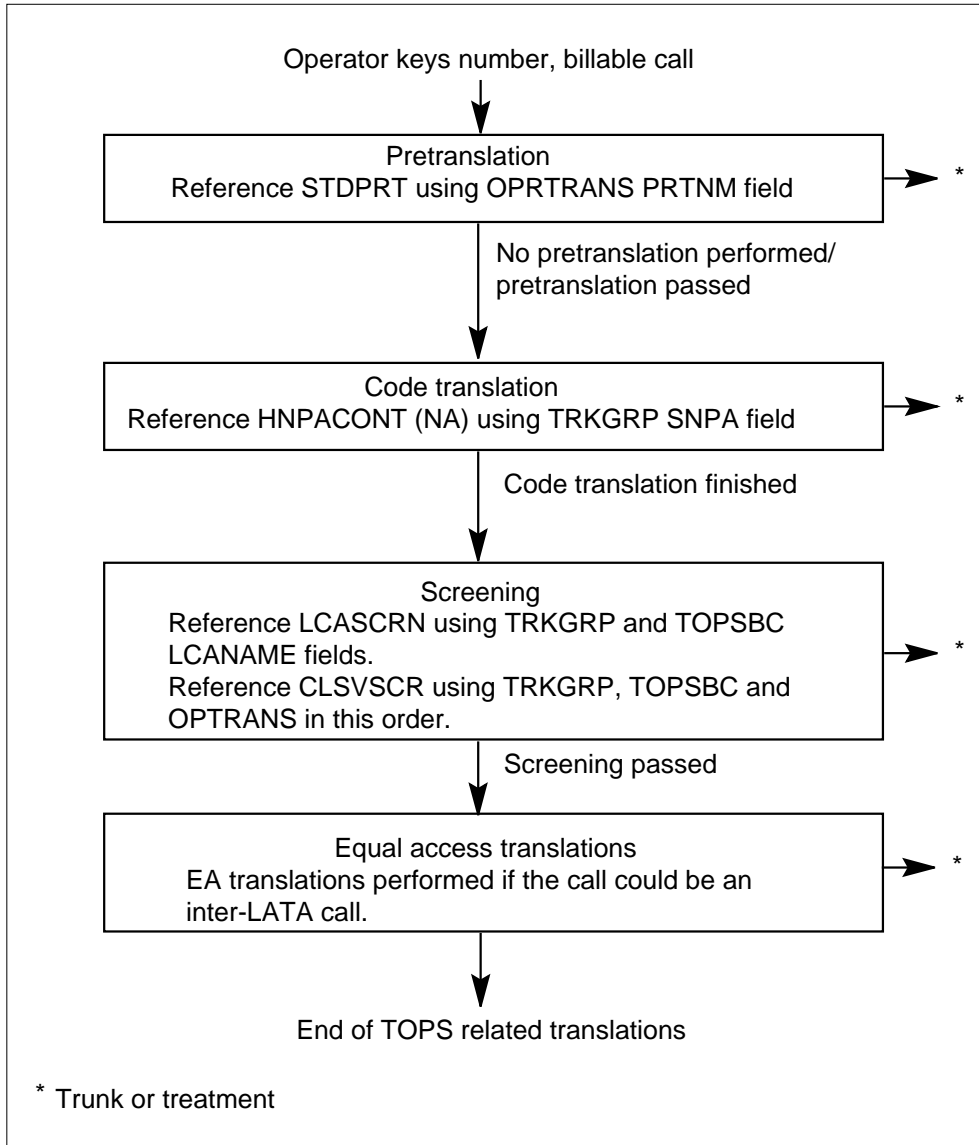 Operator keys number, billable call
Pretranslation
Reference STDPRT using OPRTRANS PRTNM field
*
No pretranslation performed/
pretranslation passed
Code translation
Reference HNPACONT (NA) using TRKGRP SNPA field
*
Code translation finished
Screening
Reference LCASCRN using TRKGRP and TOPSBC
LCANAME fields.
Reference CLSVSCR using TRKGRP, TOPSBC and
OPTRANS in this order.
*
Screening passed
Equal access translations
EA translations performed if the call could be an
inter-LATA call.
*
End of TOPS related translations
* Trunk or treatment